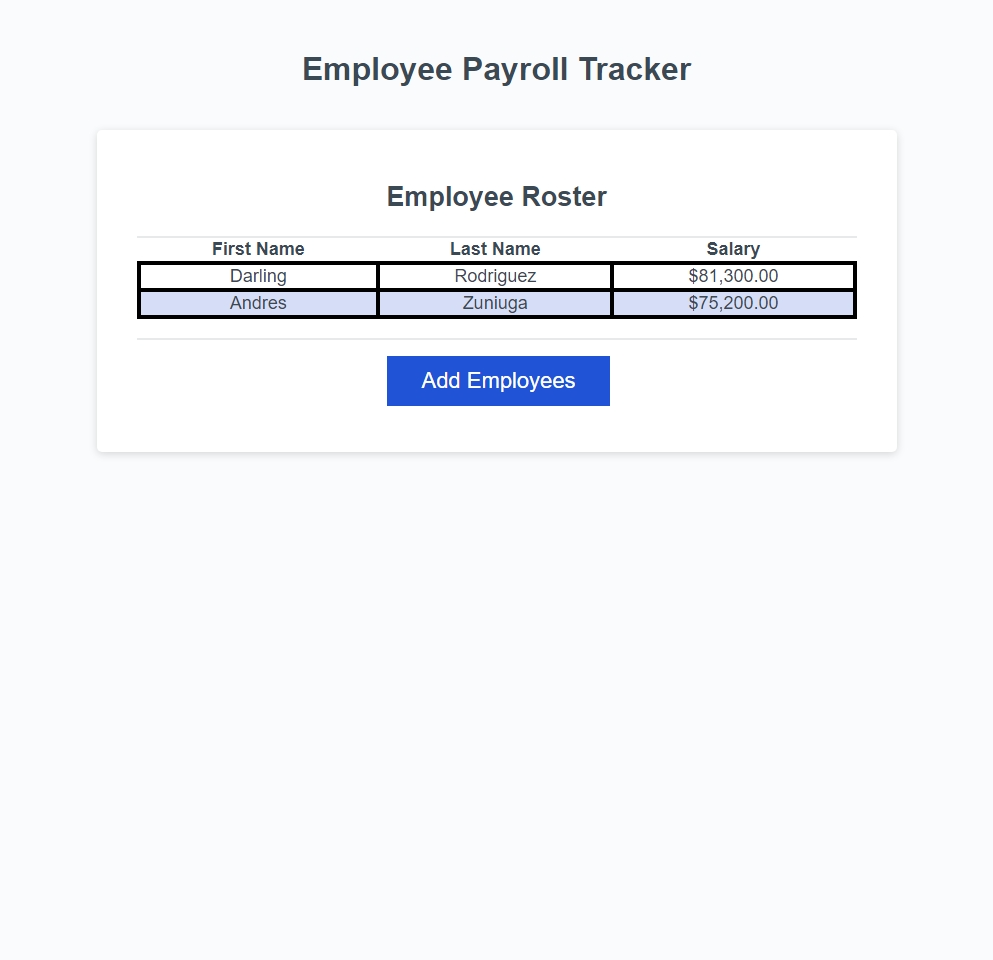 Employee Payroll Tracker
Employee Roster
First Name Last Name Salary
Darling Rodriguez $81,300.00
Andres Zuniuga $75,200.00
Add Employees